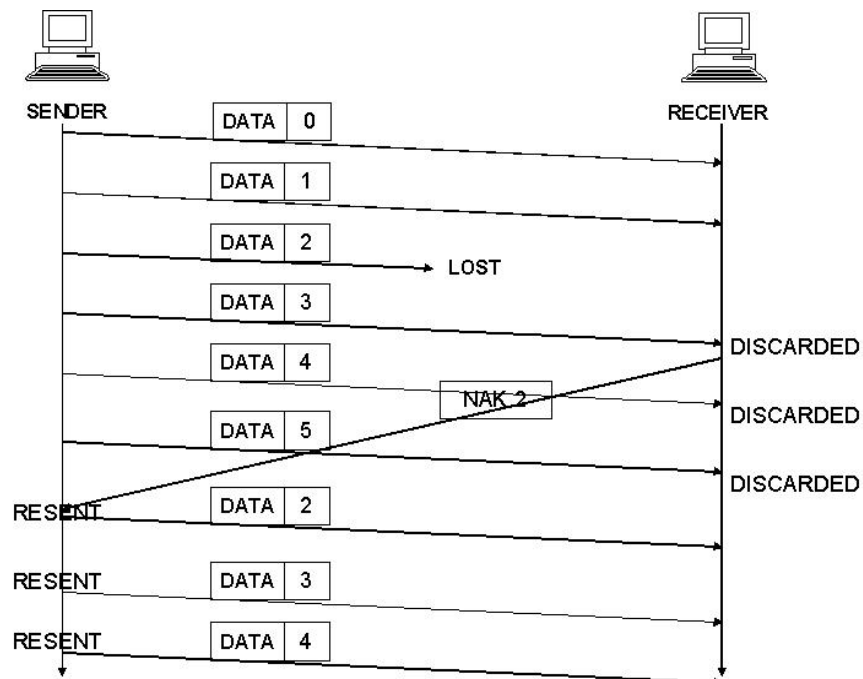 SENDER
RECEIVER
DATA 0
DATA 1
DATA 2
LOST
DATA 3
DISCARDED
DATA 4
NAK 2
DISCARDED
DATA 5
DISCARDED
RESENT
DATA 2
RESENT
DATA 3
RESENT
DATA 4